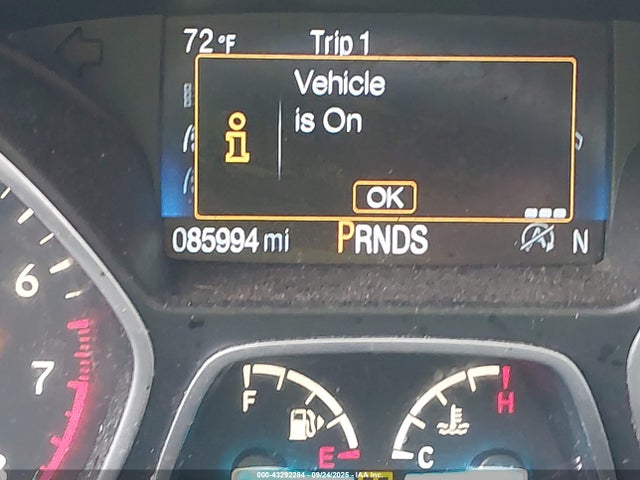 72°F Trip 1
Vehicle
is On
OK
085994 mi PRNDS N
6
7
F H
E C
000-43292284 - 09/24/2025 - IAA Inc.